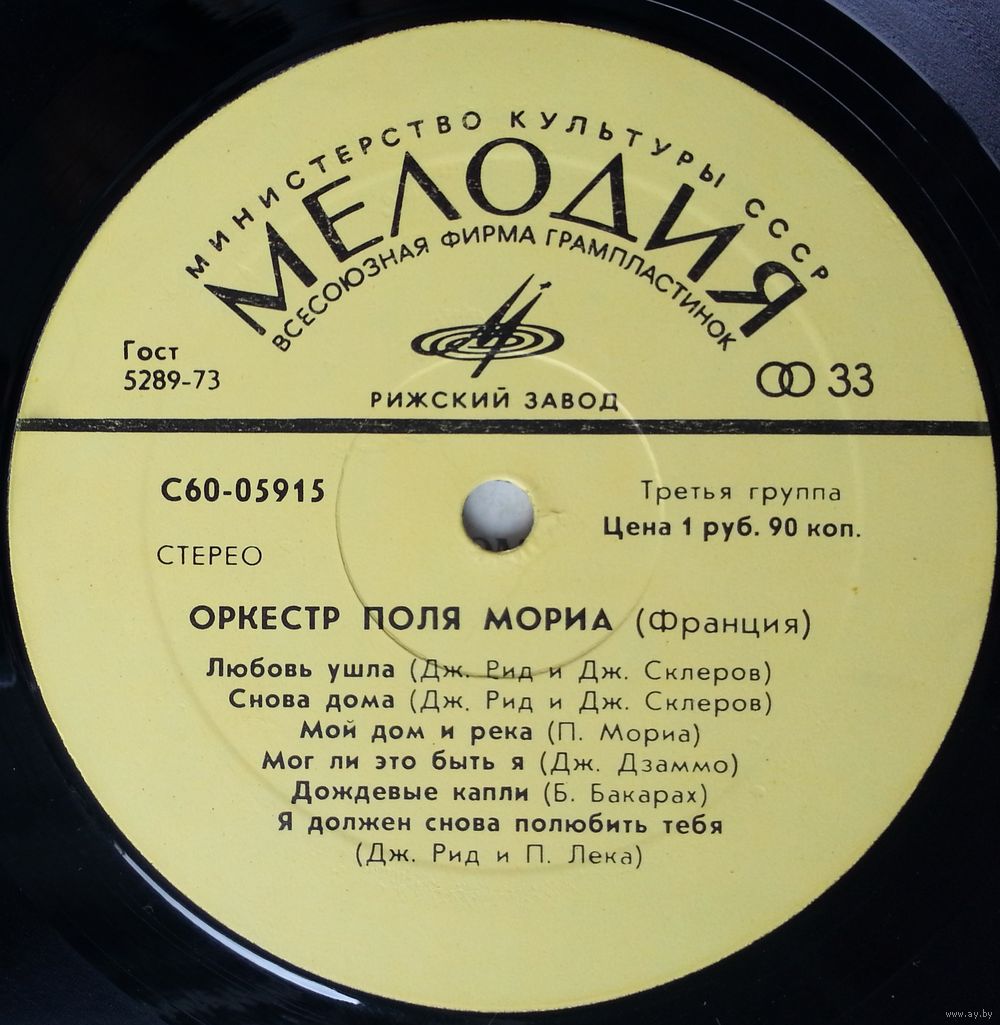 МИНИСТЕРСТВО КУЛЬТУРЫ СССР
МЕЛОДИЯ
ВСЕСОЮЗНАЯ ФИРМА ГРАМПЛАСТИНОК
Гост
5289-73
33
РИЖСКИЙ ЗАВОД
С60-05915
Третья группа
Цена 1 руб. 90 коп.
СТЕРЕО
ОРКЕСТР ПОЛЯ МОРИА (Франция)
Любовь ушла (Дж. Рид и Дж. Склеров)
Снова дома (Дж. Рид и Дж. Склеров)
Мой дом и река (П. Мориа)
Мог ли это быть я (Дж. Дзаммо)
Дождевые капли (Б. Бакарах)
Я должен снова полюбить тебя
(Дж. Рид и П. Лека)
www.ay.by